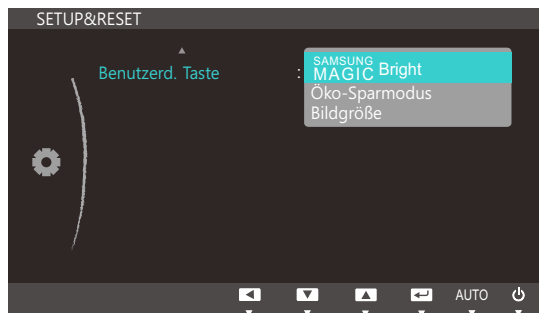 SETUP&RESET
Benutzerd. Taste : SAMSUNG MAGIC Bright
Öko-Sparmodus
Bildgröße
AUTO